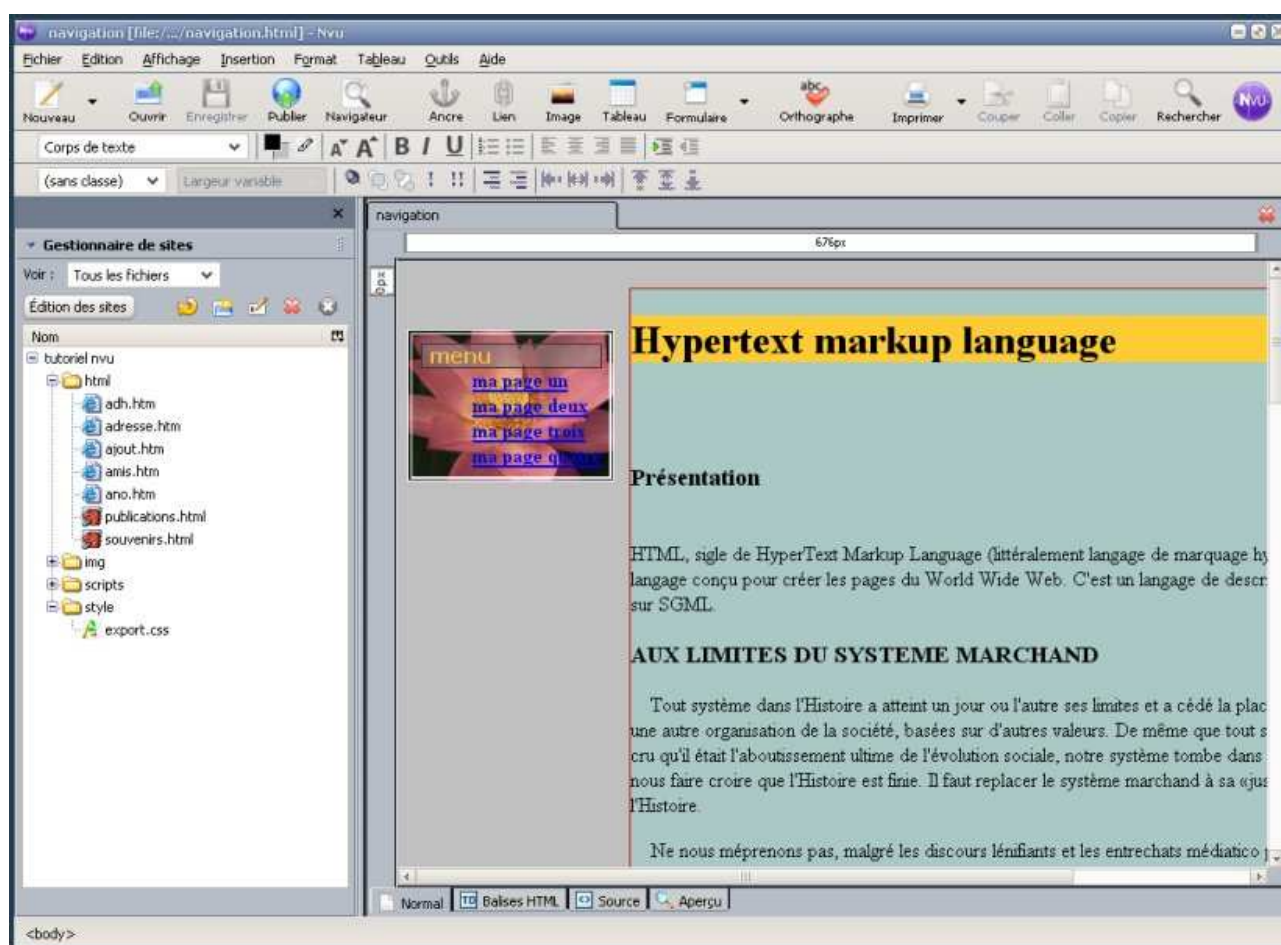 navigation [file:/.../navigation.html] - Nvu
Fichier Edition Affichage Insertion Format Tableau Outils Aide
abc
Nouveau Ouvrir Enregistrer Publier Navigateur Ancre Lien Image Tableau Formulaire Orthographe Imprimer Couper Coller Copier Rechercher
NVU
Corps de texte A A B I U
(sans classe) Largeur variable ! !!
navigation
Gestionnaire de sites
676px
Voir : Tous les fichiers
0px
Édition des sites
Nom
tutoriel nvu
html
adh.htm
adresse.htm
ajout.htm
amis.htm
ano.htm
publications.html
souvenirs.html
img
scripts
style
export.css
menu
ma page un
ma page deux
ma page troix
ma page
Hypertext markup language
Présentation
HTML, sigle de HyperText Markup Language (littéralement langage de marquage hy
langage conçu pour créer les pages du World Wide Web. C'est un langage de descr
sur SGML.
AUX LIMITES DU SYSTEME MARCHAND
Tout système dans l'Histoire a atteint un jour ou l'autre ses limites et a cédé la plac
une autre organisation de la société, basées sur d'autres valeurs. De même que tout s
cru qu'il était l'aboutissement ultime de l'évolution sociale, notre système tombe dans
nous faire croire que l'Histoire est finie. Il faut replacer le système marchand à sa «jus
l'Histoire.
Ne nous méprenons pas, malgré les discours lénifiants et les entrechats médiatico p
Normal TD Balises HTML Source Aperçu
<body>